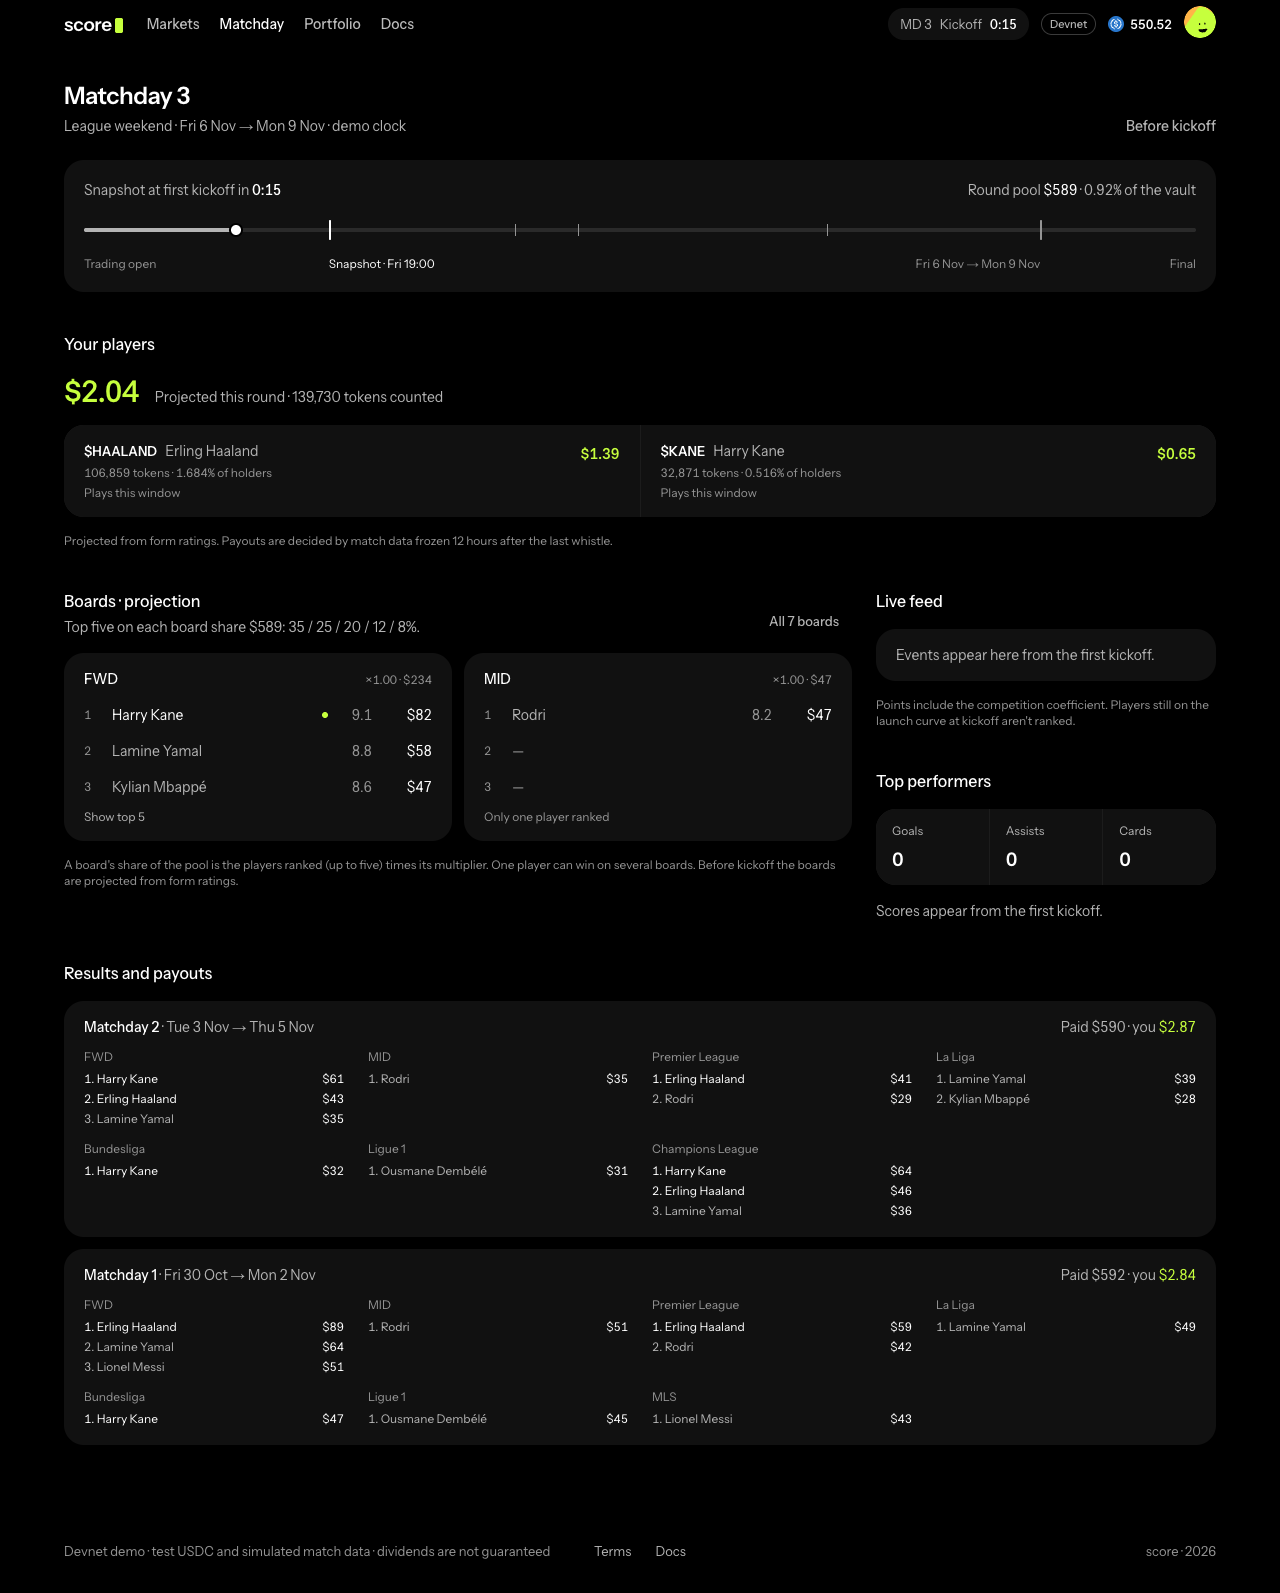 score Markets Matchday Portfolio Docs MD 3 Kickoff 0:15 Devnet 550.52
Matchday 3
League weekend · Fri 6 Nov → Mon 9 Nov · demo clock Before kickoff
Snapshot at first kickoff in 0:15 Round pool $589 · 0.92% of the vault
Trading open Snapshot · Fri 19:00 Fri 6 Nov → Mon 9 Nov Final
Your players
$2.04 Projected this round · 139,730 tokens counted
$HAALAND Erling Haaland $1.39
106,859 tokens · 1.684% of holders
Plays this window
$KANE Harry Kane $0.65
32,871 tokens · 0.516% of holders
Plays this window
Projected from form ratings. Payouts are decided by match data frozen 12 hours after the last whistle.
Boards · projection
Top five on each board share $589: 35 / 25 / 20 / 12 / 8%. All 7 boards
FWD ×1.00 · $234
1 Harry Kane 9.1 $82
2 Lamine Yamal 8.8 $58
3 Kylian Mbappé 8.6 $47
Show top 5
MID ×1.00 · $47
1 Rodri 8.2 $47
2 —
3 —
Only one player ranked
A board's share of the pool is the players ranked (up to five) times its multiplier. One player can win on several boards. Before kickoff the boards
are projected from form ratings.
Live feed
Events appear here from the first kickoff.
Points include the competition coefficient. Players still on the
launch curve at kickoff aren't ranked.
Top performers
Goals Assists Cards
0 0 0
Scores appear from the first kickoff.
Results and payouts
Matchday 2 · Tue 3 Nov → Thu 5 Nov Paid $590 · you $2.87
FWD
1. Harry Kane $61
2. Erling Haaland $43
3. Lamine Yamal $35
MID
1. Rodri $35
Premier League
1. Erling Haaland $41
2. Rodri $29
La Liga
1. Lamine Yamal $39
2. Kylian Mbappé $28
Bundesliga
1. Harry Kane $32
Ligue 1
1. Ousmane Dembélé $31
Champions League
1. Harry Kane $64
2. Erling Haaland $46
3. Lamine Yamal $36
Matchday 1 · Fri 30 Oct → Mon 2 Nov Paid $592 · you $2.84
FWD
1. Erling Haaland $89
2. Lamine Yamal $64
3. Lionel Messi $51
MID
1. Rodri $51
Premier League
1. Erling Haaland $59
2. Rodri $42
La Liga
1. Lamine Yamal $49
Bundesliga
1. Harry Kane $47
Ligue 1
1. Ousmane Dembélé $45
MLS
1. Lionel Messi $43
Devnet demo · test USDC and simulated match data · dividends are not guaranteed Terms Docs score · 2026